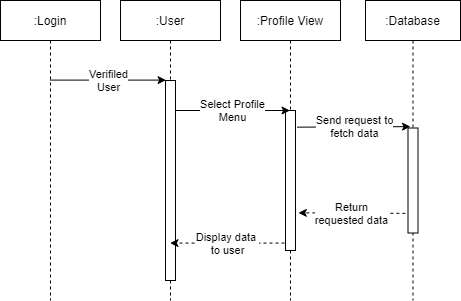 :Login
:User
:Profile View
:Database
Verifiled
User
Select Profile
Menu
Send request to
fetch data
Return
requested data
Display data
to user